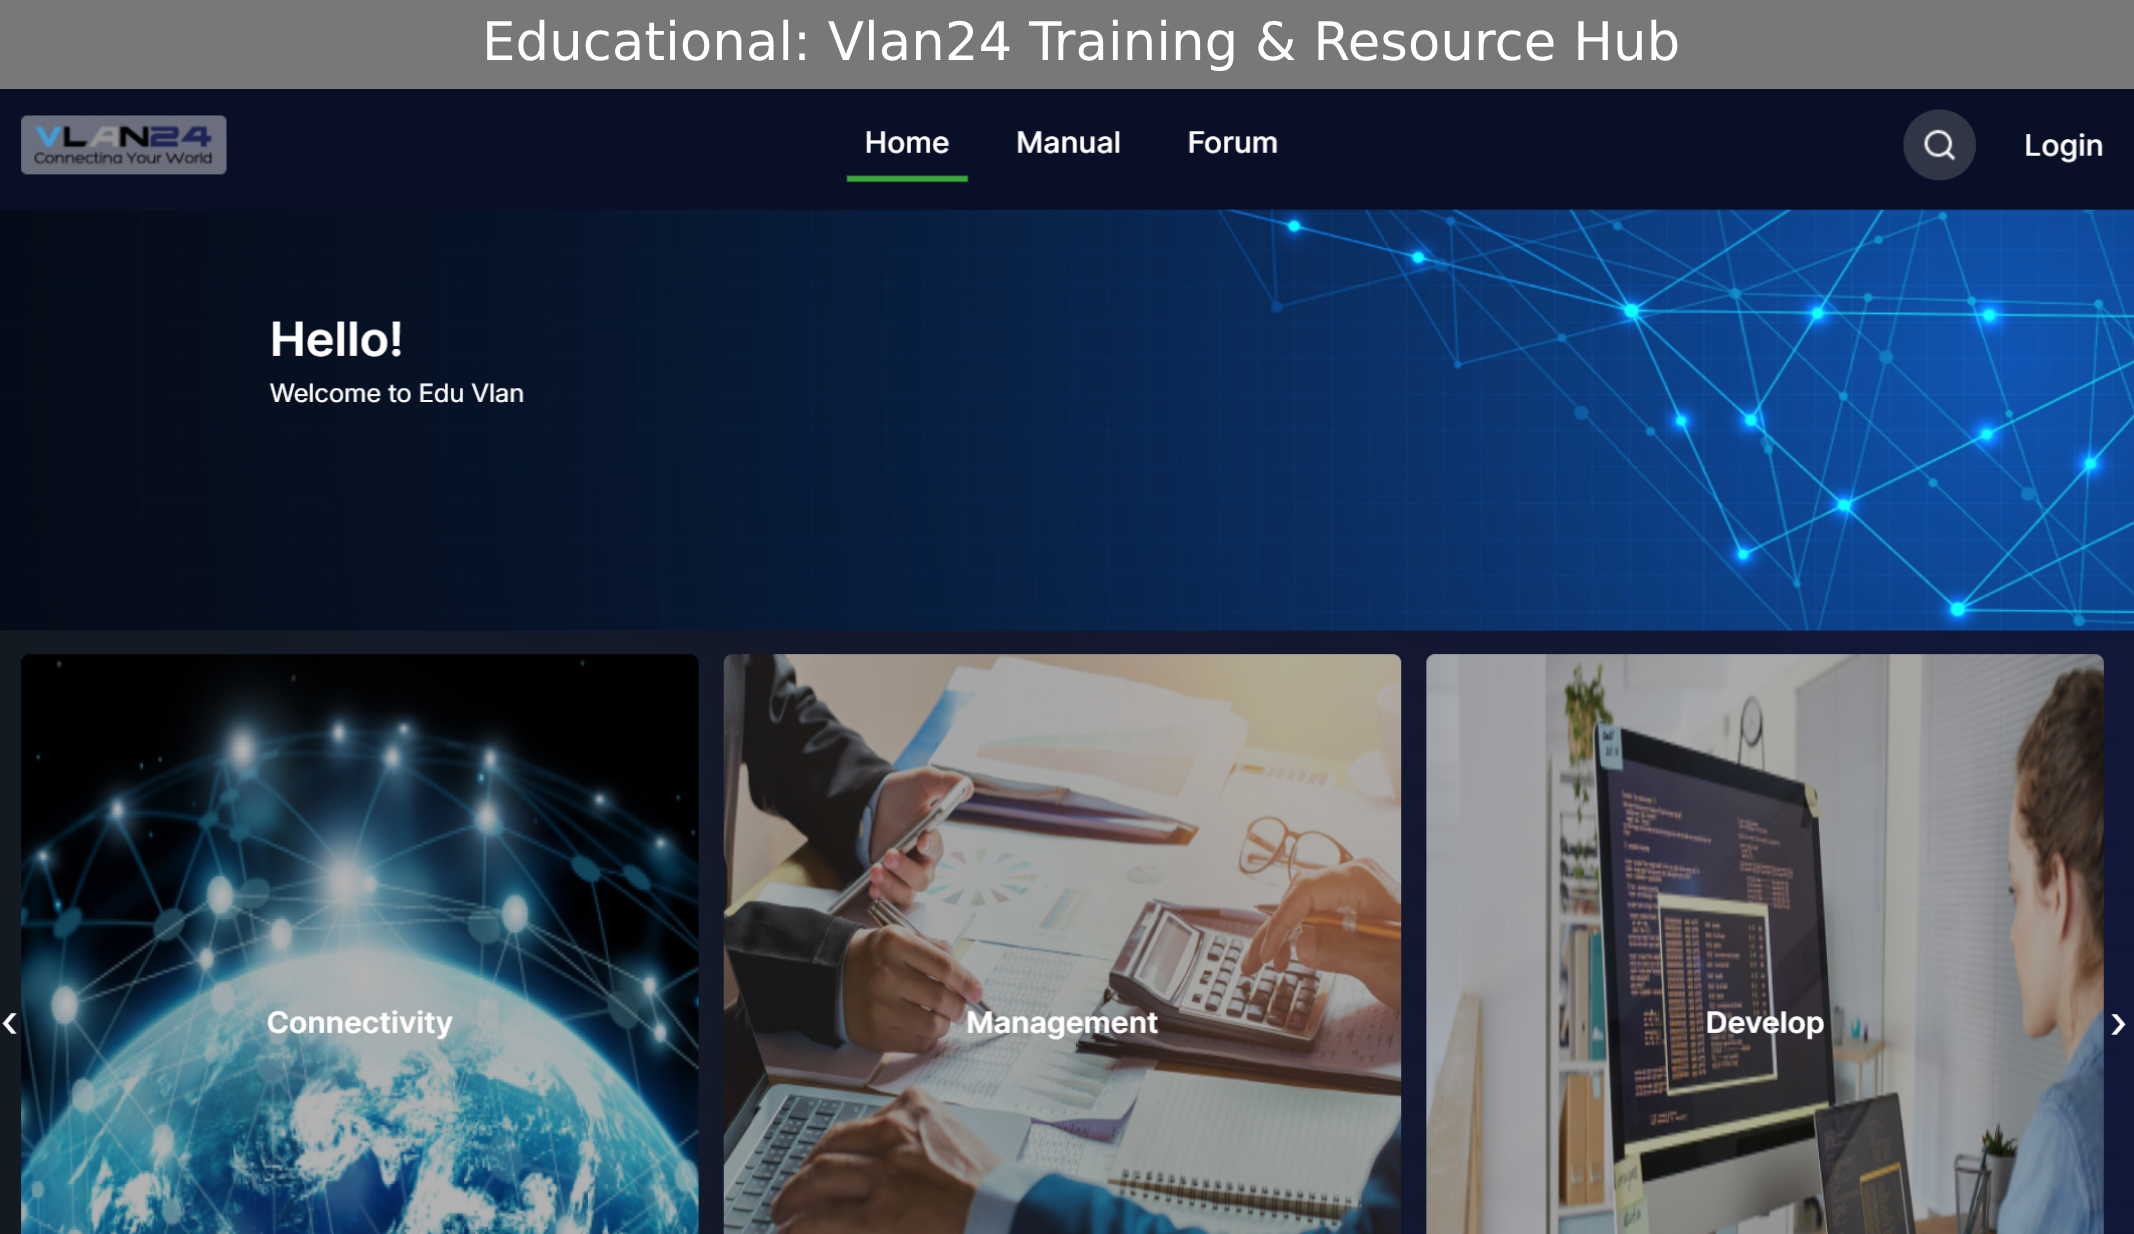 Educational: Vlan24 Training & Resource Hub
VLAN24
Connecting Your World
Home
Manual
Forum
Login
Hello!
Welcome to Edu Vlan
Connectivity
Management
Develop